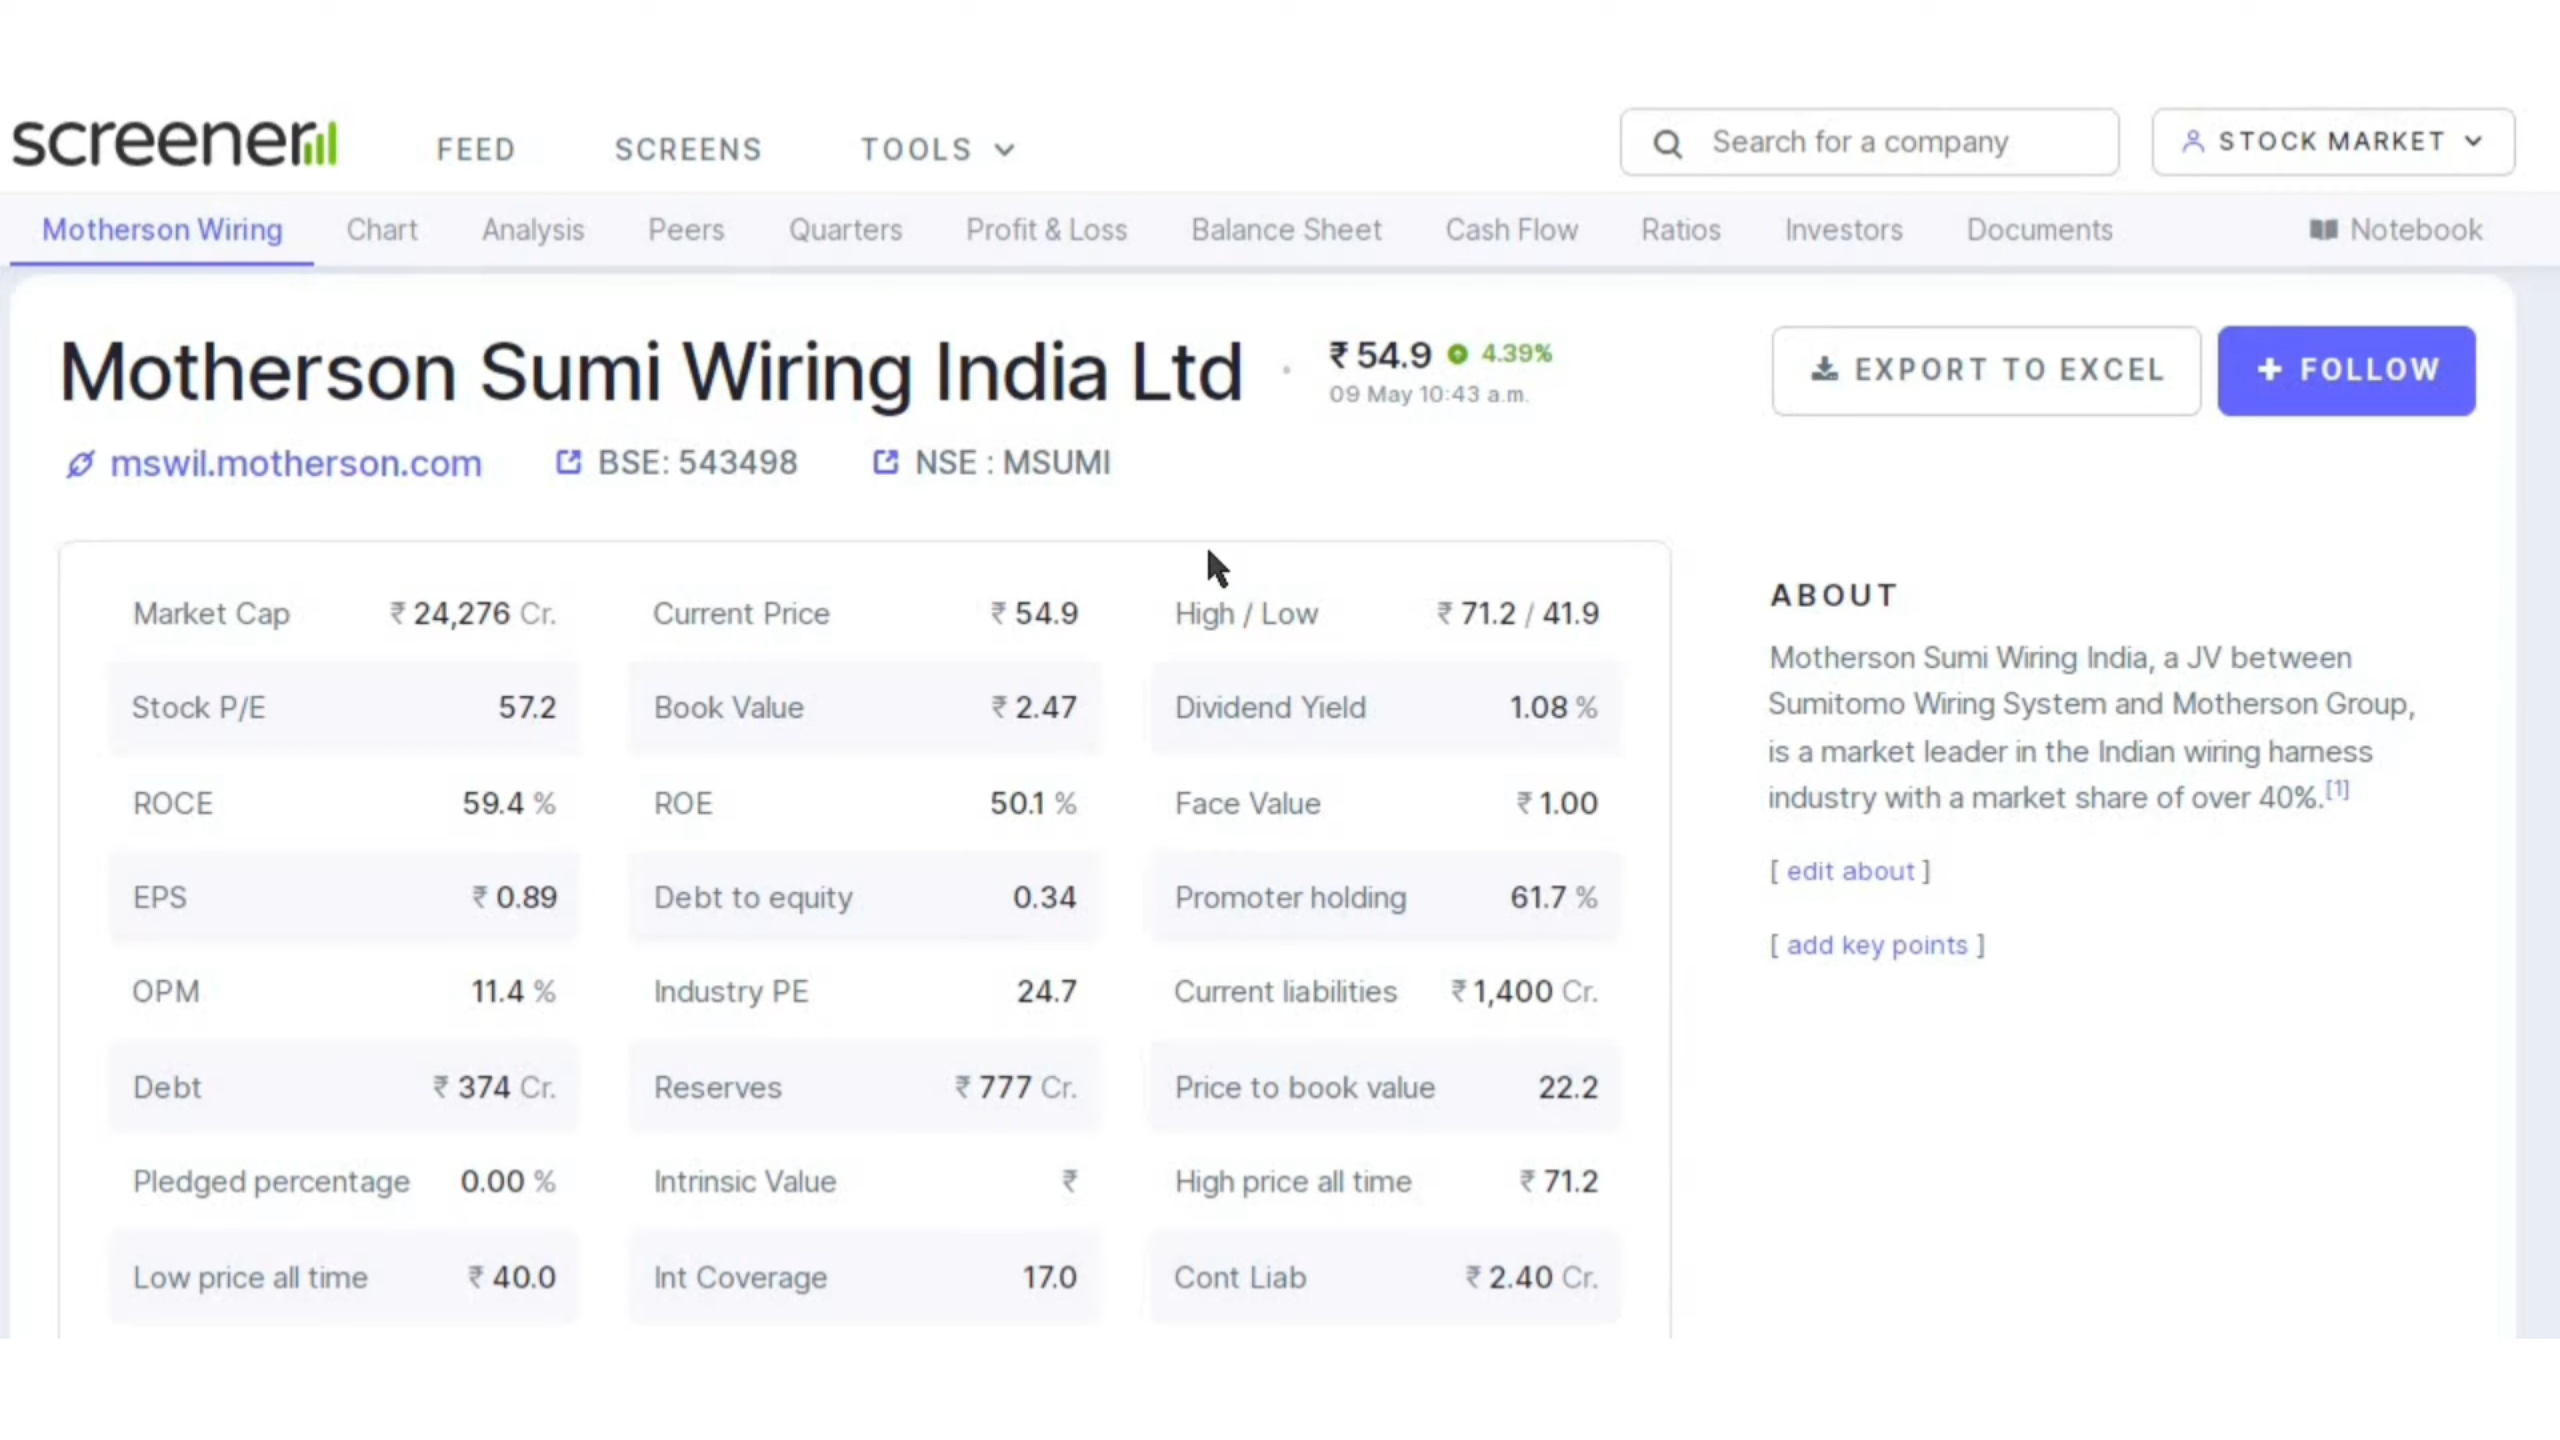 screener
FEED SCREENS TOOLS
Search for a company
STOCK MARKET
Motherson Wiring Chart Analysis Peers Quarters Profit & Loss Balance Sheet Cash Flow Ratios Investors Documents Notebook
Motherson Sumi Wiring India Ltd
₹ 54.9 4.39%
09 May 10:43 a.m.
EXPORT TO EXCEL
+ FOLLOW
mswil.motherson.com BSE: 543498 NSE : MSUMI
Market Cap ₹ 24,276 Cr. Current Price ₹ 54.9 High / Low ₹ 71.2 / 41.9
Stock P/E 57.2 Book Value ₹ 2.47 Dividend Yield 1.08 %
ROCE 59.4 % ROE 50.1 % Face Value ₹ 1.00
EPS ₹ 0.89 Debt to equity 0.34 Promoter holding 61.7 %
OPM 11.4 % Industry PE 24.7 Current liabilities ₹ 1,400 Cr.
Debt ₹ 374 Cr. Reserves ₹ 777 Cr. Price to book value 22.2
Pledged percentage 0.00 % Intrinsic Value ₹ High price all time ₹ 71.2
Low price all time ₹ 40.0 Int Coverage 17.0 Cont Liab ₹ 2.40 Cr.
ABOUT
Motherson Sumi Wiring India, a JV between
Sumitomo Wiring System and Motherson Group,
is a market leader in the Indian wiring harness
industry with a market share of over 40%.[1]
[ edit about ]
[ add key points ]